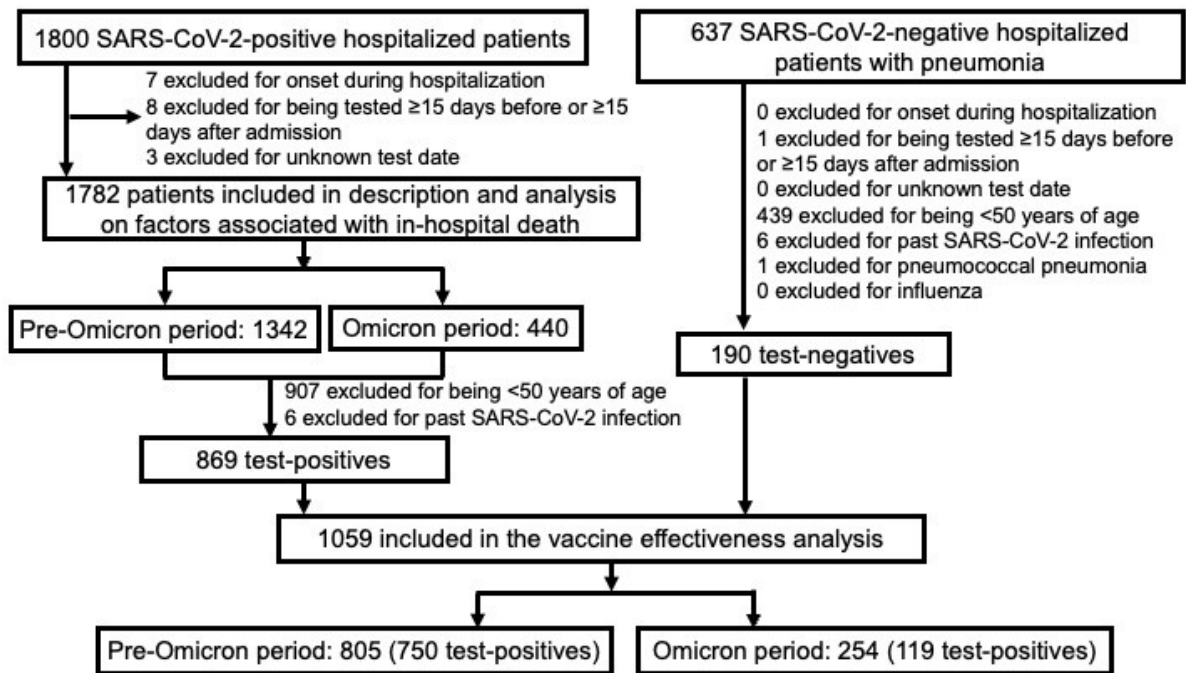 1800 SARS-CoV-2-positive hospitalized patients
7 excluded for onset during hospitalization
8 excluded for being tested ≥15 days before or ≥15
days after admission
3 excluded for unknown test date
1782 patients included in description and analysis
on factors associated with in-hospital death
Pre-Omicron period: 1342
Omicron period: 440
907 excluded for being <50 years of age
6 excluded for past SARS-CoV-2 infection
869 test-positives
637 SARS-CoV-2-negative hospitalized
patients with pneumonia
0 excluded for onset during hospitalization
1 excluded for being tested ≥15 days before
or ≥15 days after admission
0 excluded for unknown test date
439 excluded for being <50 years of age
6 excluded for past SARS-CoV-2 infection
1 excluded for pneumococcal pneumonia
0 excluded for influenza
190 test-negatives
1059 included in the vaccine effectiveness analysis
Pre-Omicron period: 805 (750 test-positives)
Omicron period: 254 (119 test-positives)